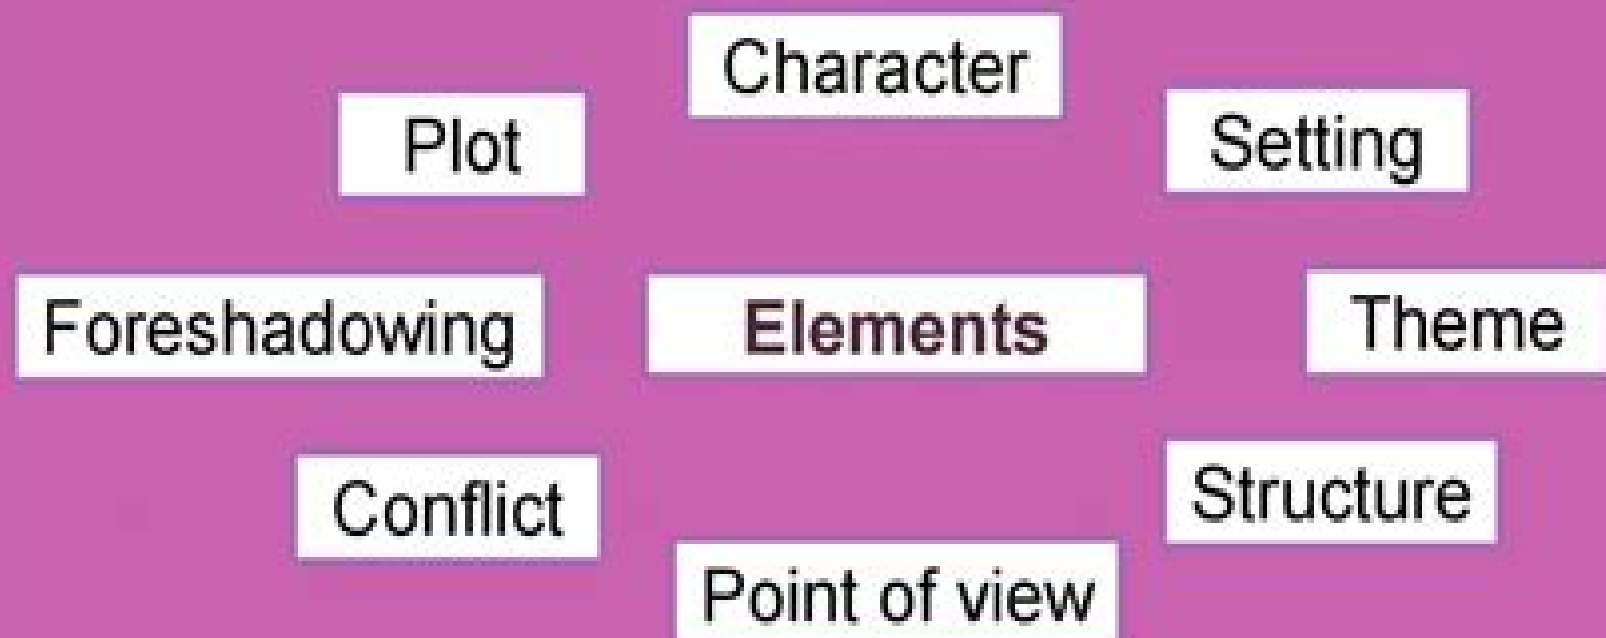 Character
Plot
Setting
Foreshadowing
Elements
Theme
Conflict
Structure
Point of view